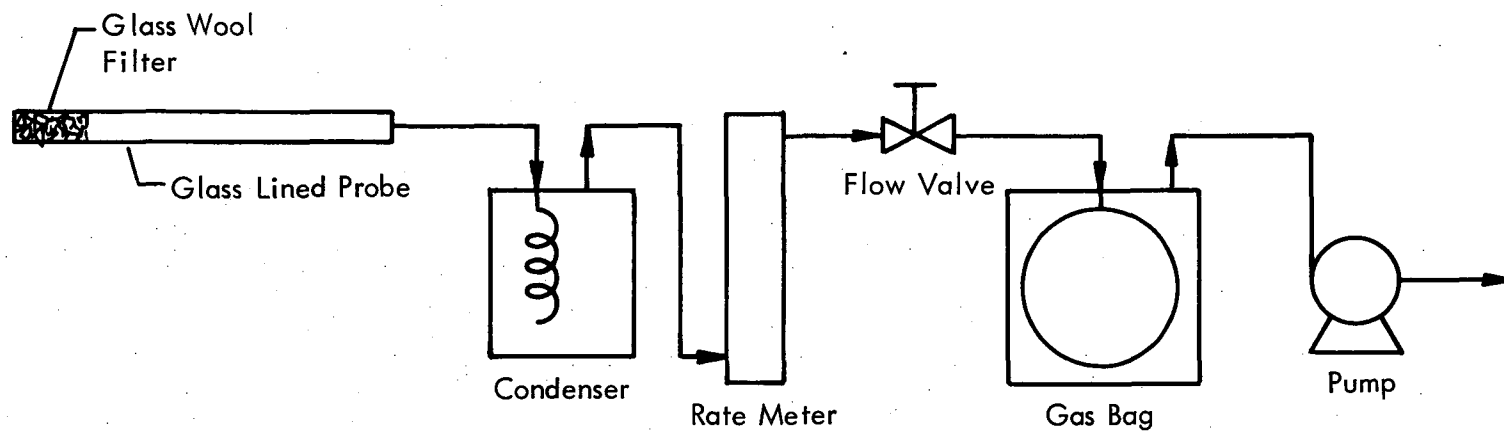 Glass Wool
Filter
Glass Lined Probe
Flow Valve
Condenser
Rate Meter
Gas Bag
Pump